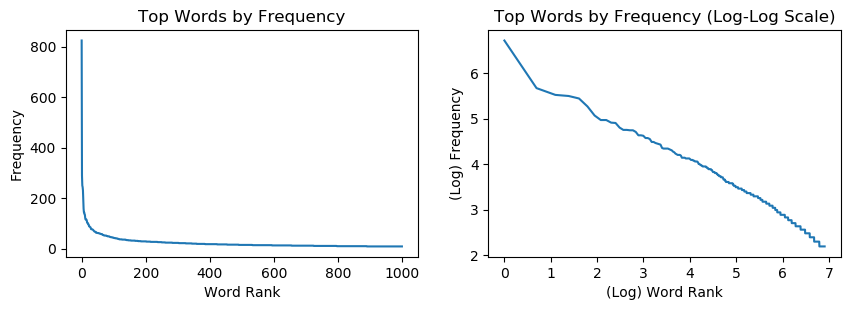 Top Words by Frequency
Frequency
800
600
400
200
0
0 200 400 600 800 1000
Word Rank
Top Words by Frequency (Log-Log Scale)
(Log) Frequency
6
5
4
3
2
0 1 2 3 4 5 6 7
(Log) Word Rank